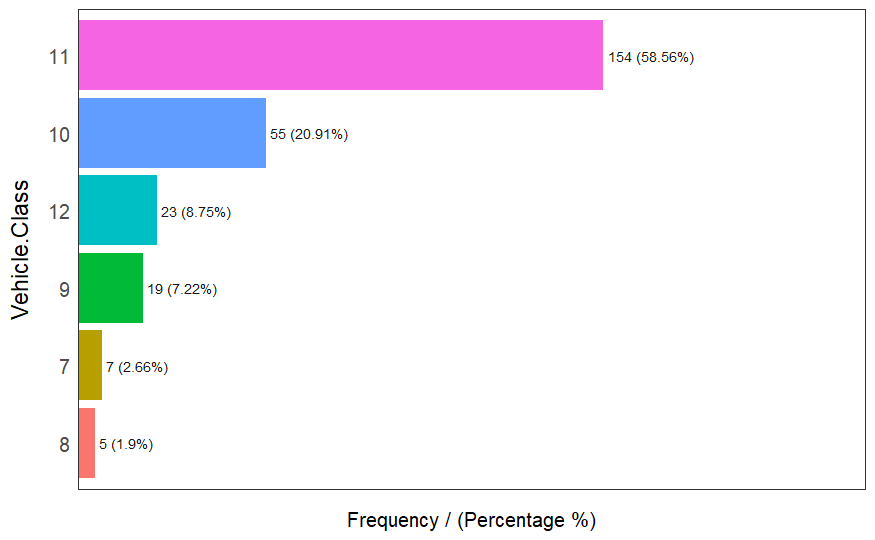 Vehicle.Class
11 154 (58.56%)
10 55 (20.91%)
12 23 (8.75%)
9 19 (7.22%)
7 7 (2.66%)
8 5 (1.9%)
Frequency / (Percentage %)